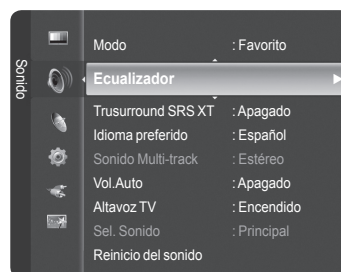 Sonido
Modo : Favorito
Ecualizador
Trusurround SRS XT : Apagado
Idioma preferido : Español
Sonido Multi-track : Estéreo
Vol.Auto : Apagado
Altavoz TV : Encendido
Sel. Sonido : Principal
Reinicio del sonido